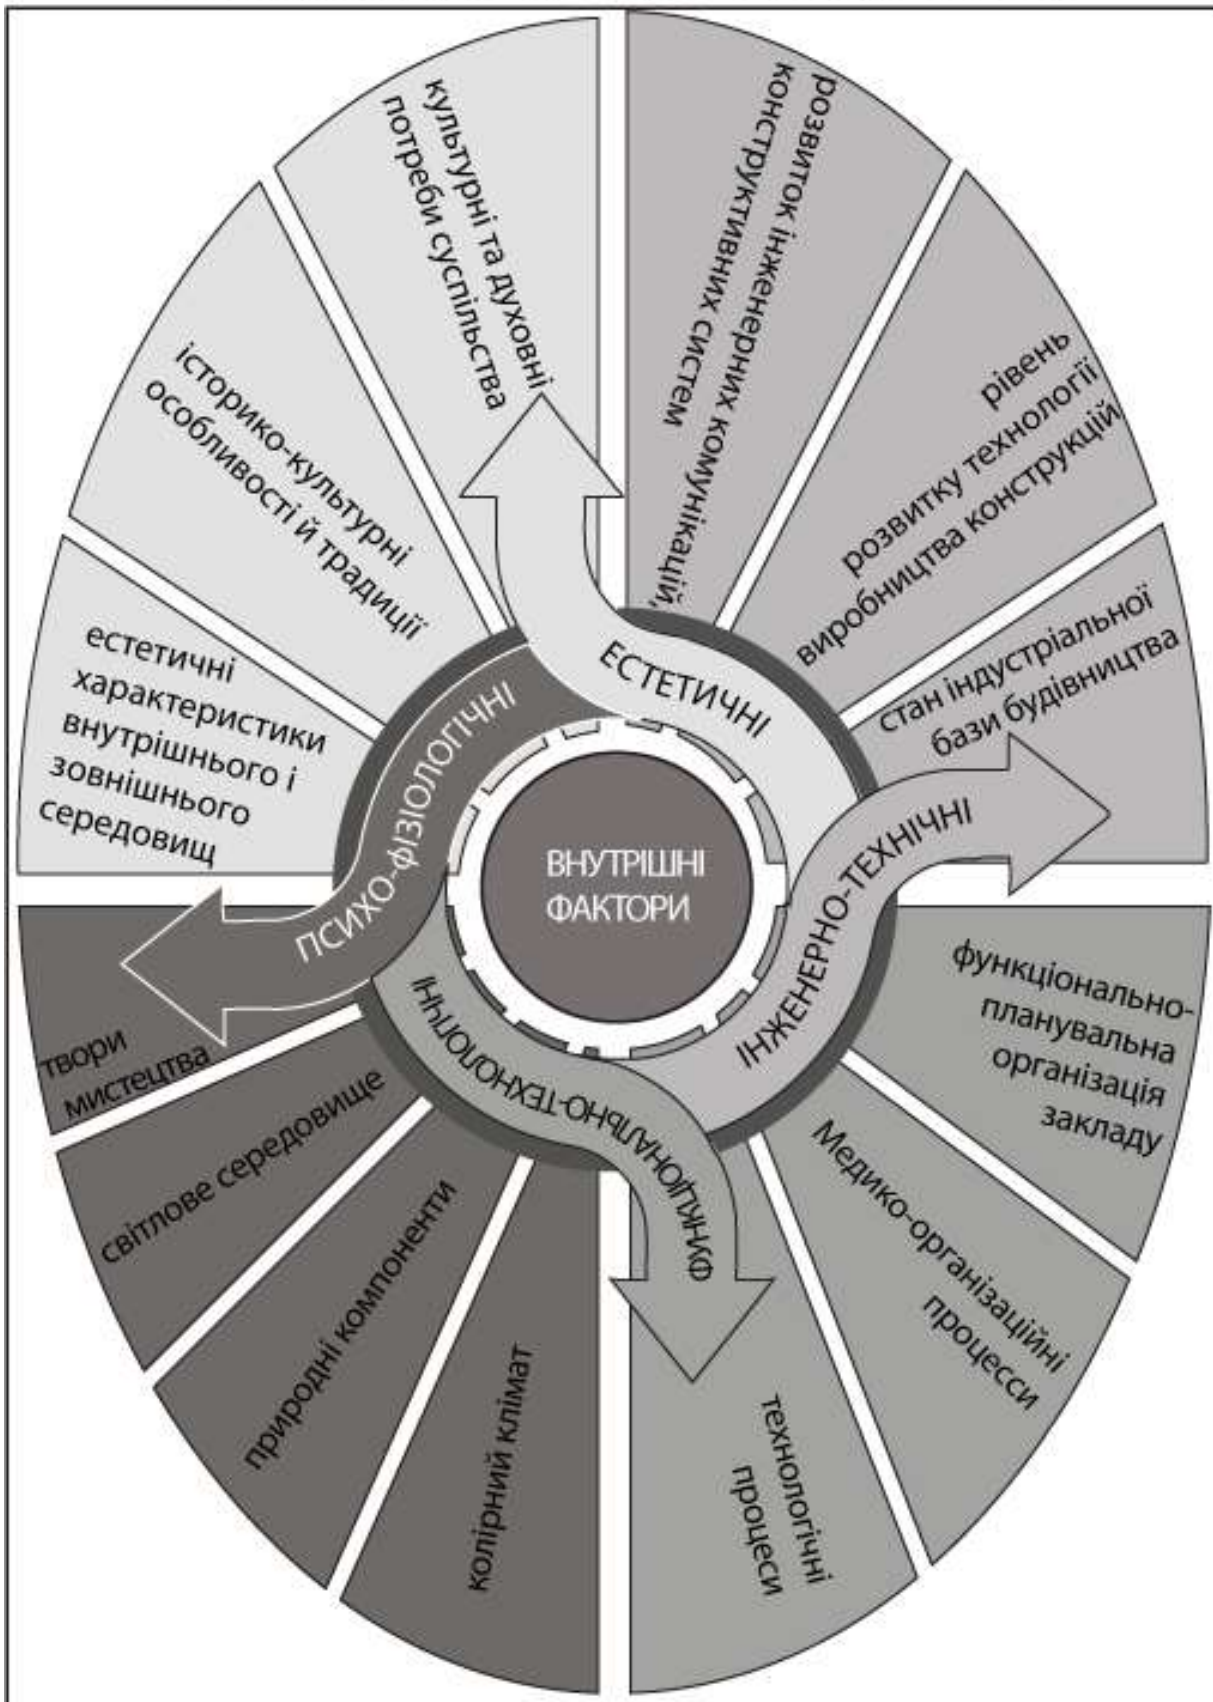 культурні та духовні
потреби суспільства
історико-культурні
особливості й традиції
естетичні
характеристики
внутрішнього і
зовнішнього
середовищ
розвиток інженерних комунікацій,
конструктивних систем
рівень
розвитку технології
виробництва конструкцій
стан індустріальної
бази будівництва
ЕСТЕТИЧНІ
ПСИХО-ФІЗІОЛОГІЧНІ
ВНУТРІШНІ
ФАКТОРИ
ІНЖЕНЕРНО-ТЕХНІЧНІ
ФУНКЦІОНАЛЬНО-ТЕХНОЛОГІЧНІ
твори
мистецтва
світлове середовище
природні компоненти
колірний клімат
функціонально-
планувальна
організація
закладу
Медико-організаційні
процесси
технологічні
процеси